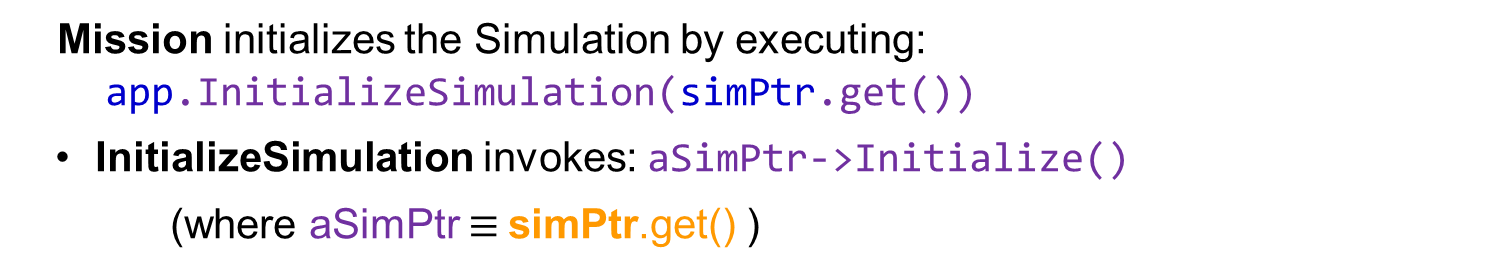 Mission initializes the Simulation by executing:
app.InitializeSimulation(simPtr.get())
• InitializeSimulation invokes: aSimPtr->Initialize()
(where aSimPtr ≡ simPtr.get() )